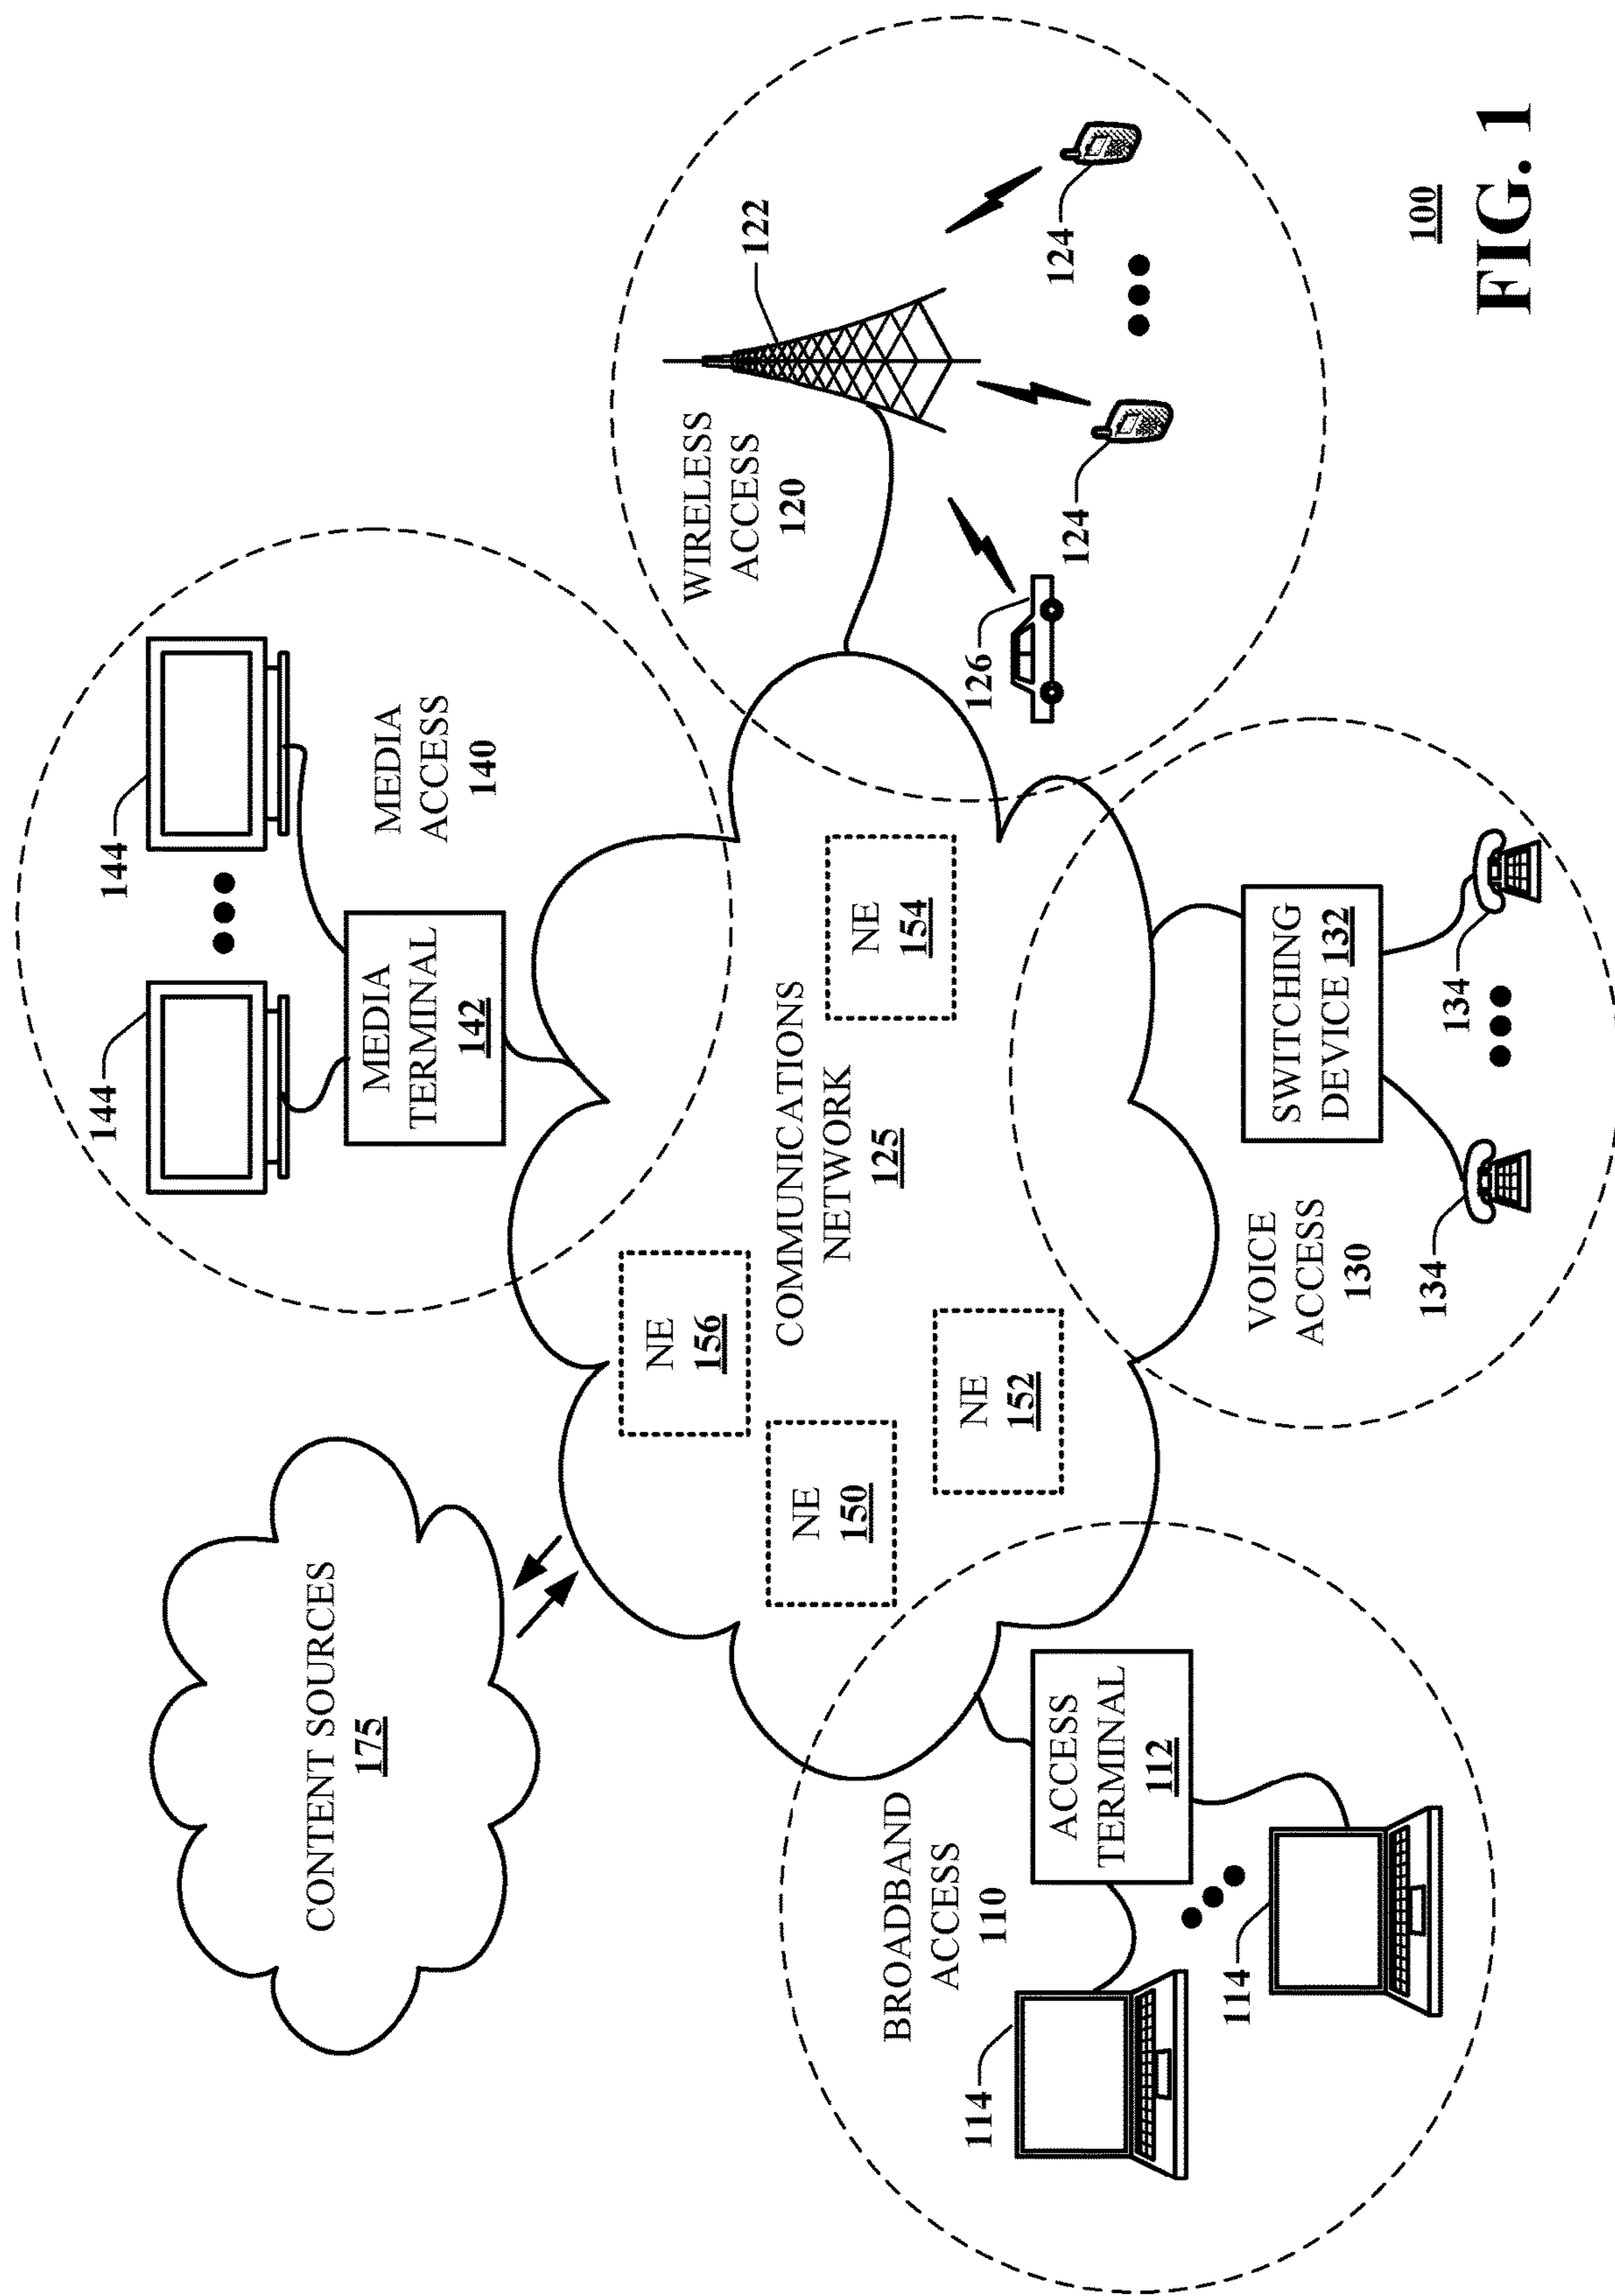 CONTENT SOURCES
175
144
144
MEDIA
TERMINAL
142
MEDIA
ACCESS
140
WIRELESS
ACCESS
120
122
NE
156
NE
150
COMMUNICATIONS
NETWORK
125
NE
154
NE
152
126
124
124
BROADBAND
ACCESS
110
ACCESS
TERMINAL
112
114
114
VOICE
ACCESS
130
SWITCHING
DEVICE 132
134
134
100
FIG. 1